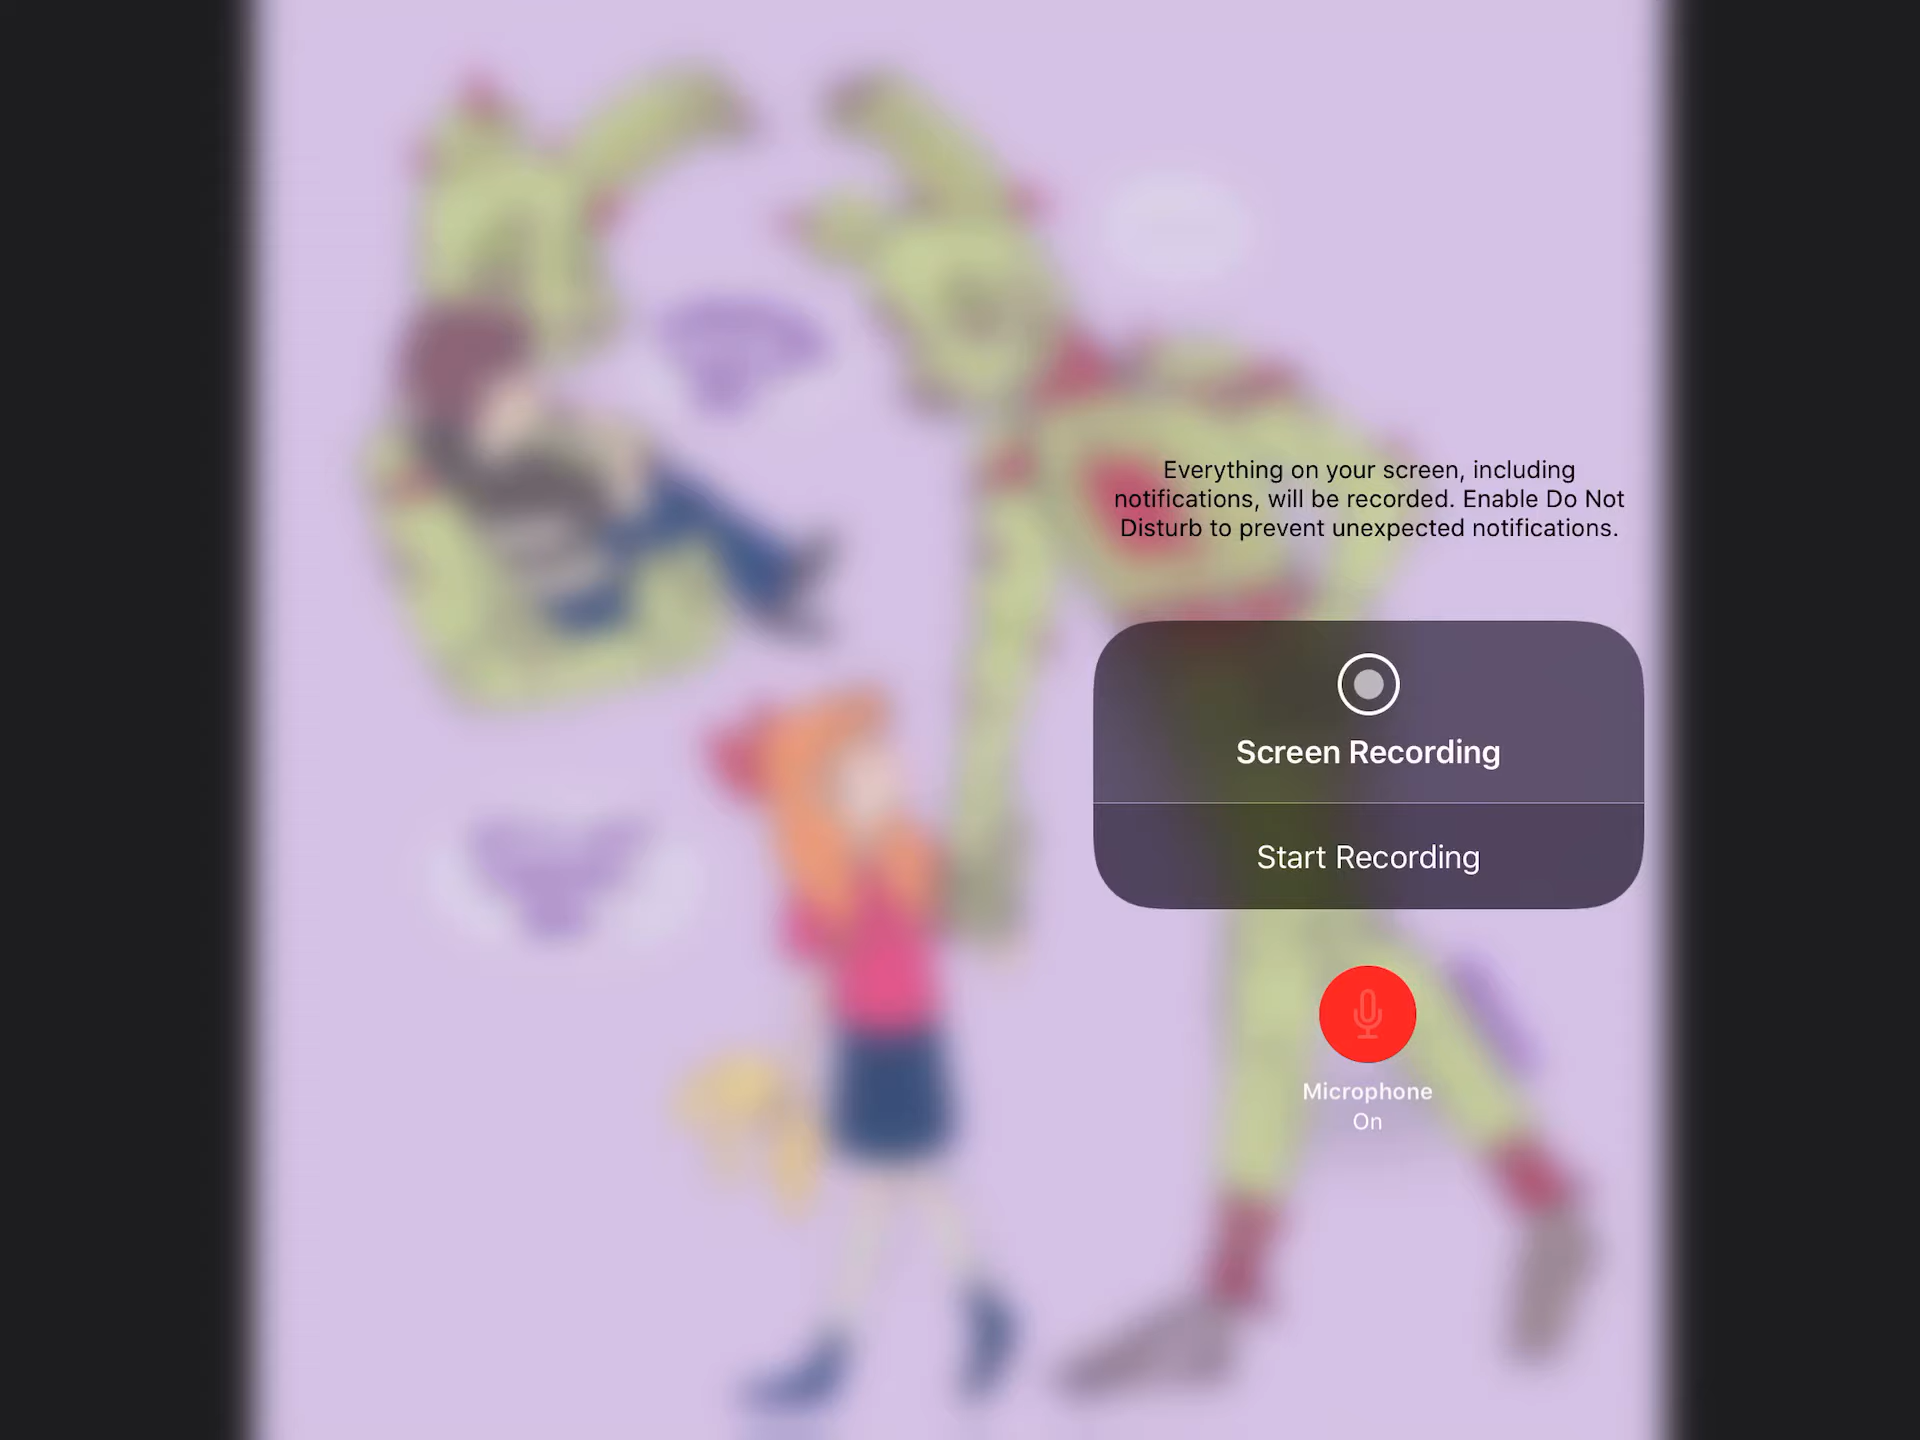 Everything on your screen, including
notifications, will be recorded. Enable Do Not
Disturb to prevent unexpected notifications.
Screen Recording
Start Recording
Microphone
On